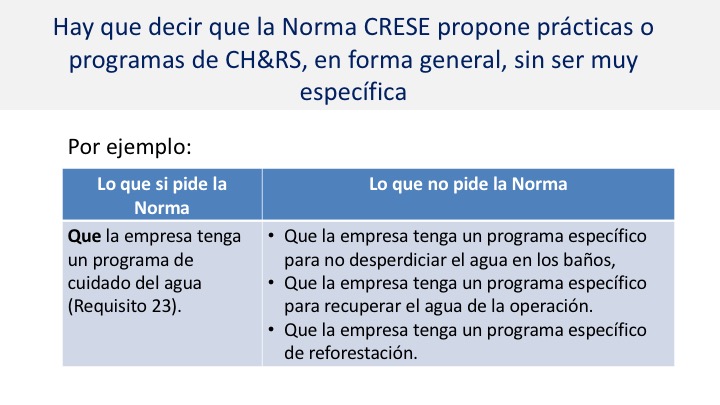 Hay que decir que la Norma CRESE propone prácticas o
programas de CH&RS, en forma general, sin ser muy
específica
Por ejemplo:
Lo que si pide la
Norma
Lo que no pide la Norma
Que la empresa tenga
un programa de
cuidado del agua
(Requisito 23).
• Que la empresa tenga un programa específico
para no desperdiciar el agua en los baños,
• Que la empresa tenga un programa específico
para recuperar el agua de la operación.
• Que la empresa tenga un programa específico
de reforestación.